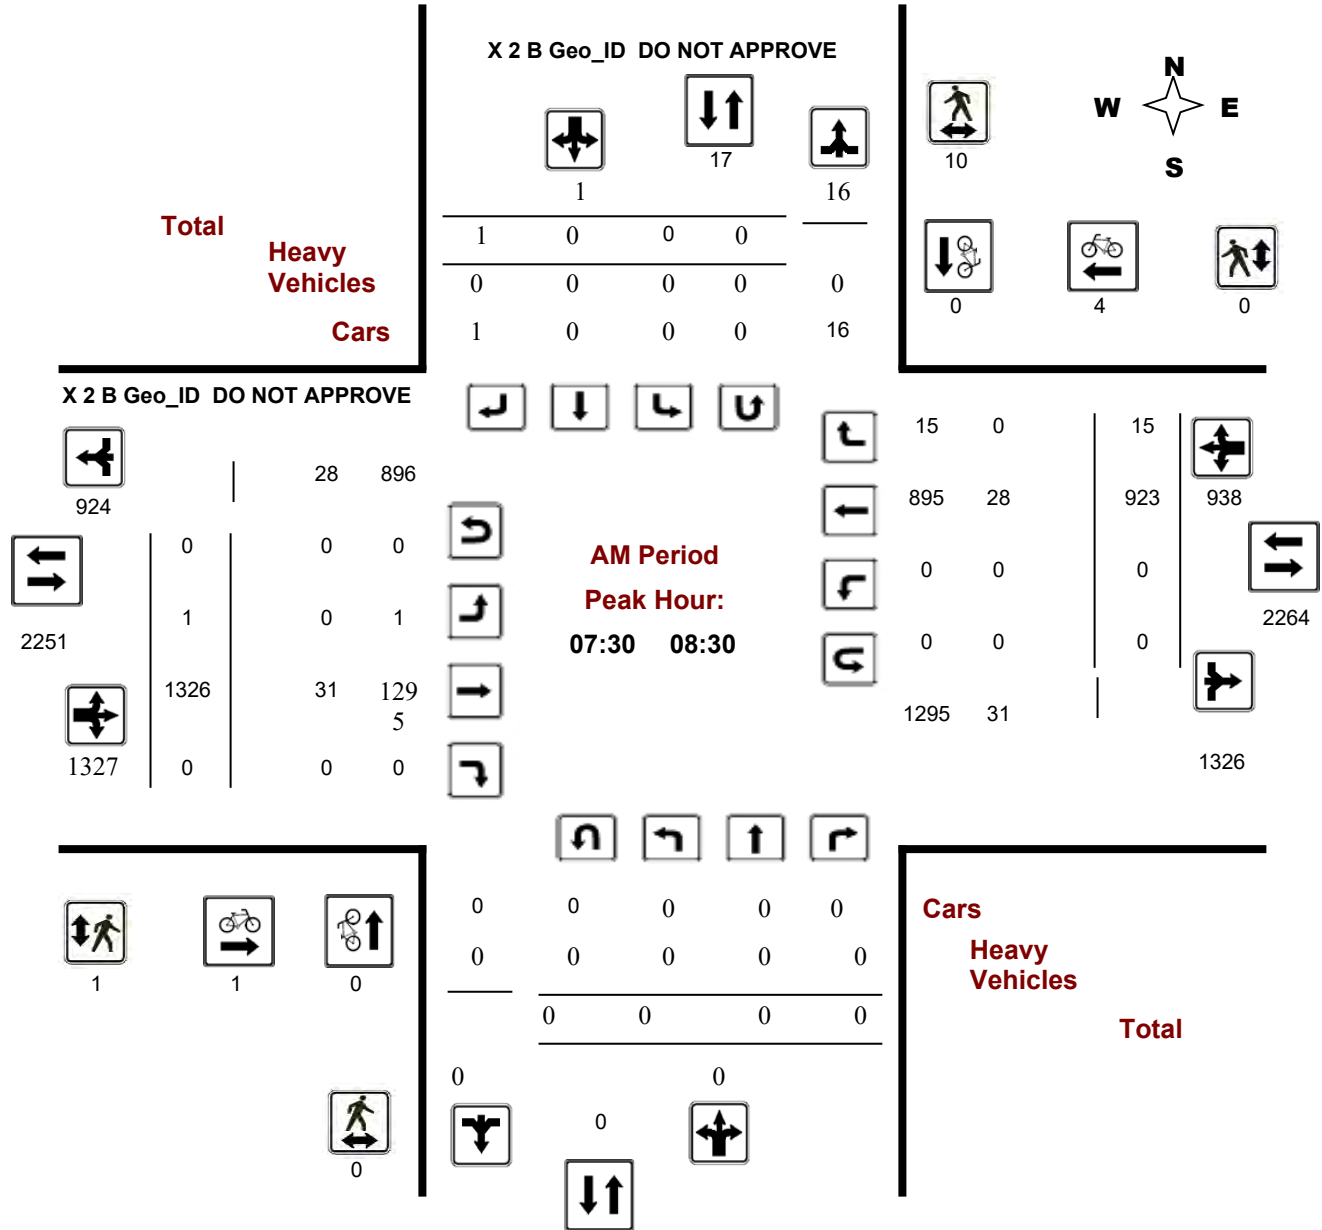 X 2 B Geo_ID DO NOT APPROVE
N
W E
S
17
10
1 16
Total
1 0 0 0
Heavy
Vehicles
0 0 0 0 0
0 4 0
Cars
1 0 0 0 16
X 2 B Geo_ID DO NOT APPROVE
15 0 15
28 896
924
895 28 923 938
0 0 0
AM Period
0 0 0
Peak Hour:
1 0 1
2264
2251
07:30 08:30
0 0 0
1326 31 129
5
1295 31
1327 0 0 0
1326
0 0 0 0 0
Cars
0 0 0 0 0
Heavy
Vehicles
1 1 0
0 0 0 0
Total
0 0
0
0